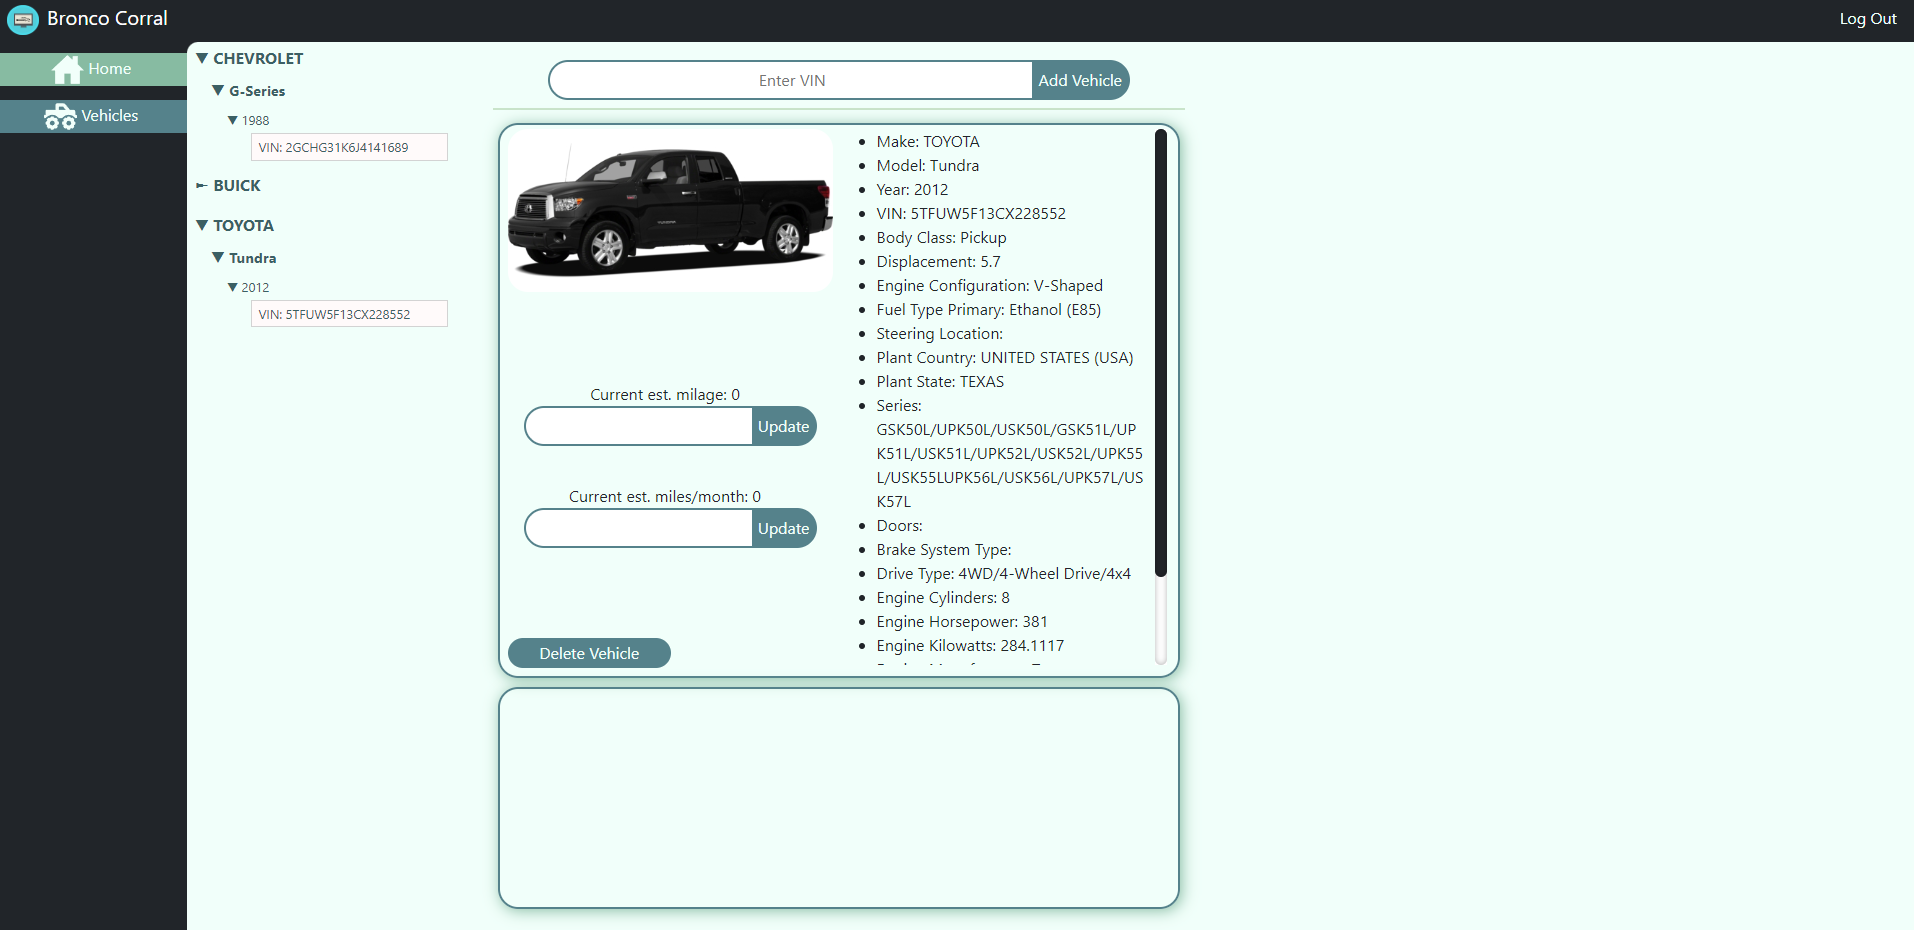 Bronco Corral
Log Out
Home
Vehicles
▼ CHEVROLET
▼ G-Series
▼ 1988
VIN: 2GCHG31K6J4141689
BUICK
▼ TOYOTA
▼ Tundra
▼ 2012
VIN: 5TFUW5F13CX228552
Enter VIN
Add Vehicle
Current est. milage: 0
Update
Current est. miles/month: 0
Update
Delete Vehicle
• Make: TOYOTA
• Model: Tundra
• Year: 2012
• VIN: 5TFUW5F13CX228552
• Body Class: Pickup
• Displacement: 5.7
• Engine Configuration: V-Shaped
• Fuel Type Primary: Ethanol (E85)
• Steering Location:
• Plant Country: UNITED STATES (USA)
• Plant State: TEXAS
• Series:
GSK50L/UPK50L/USK50L/GSK51L/UP
K51L/USK51L/UPK52L/USK52L/UPK55
L/USK55LUPK56L/USK56L/UPK57L/US
K57L
• Doors:
• Brake System Type:
• Drive Type: 4WD/4-Wheel Drive/4x4
• Engine Cylinders: 8
• Engine Horsepower: 381
• Engine Kilowatts: 284.1117